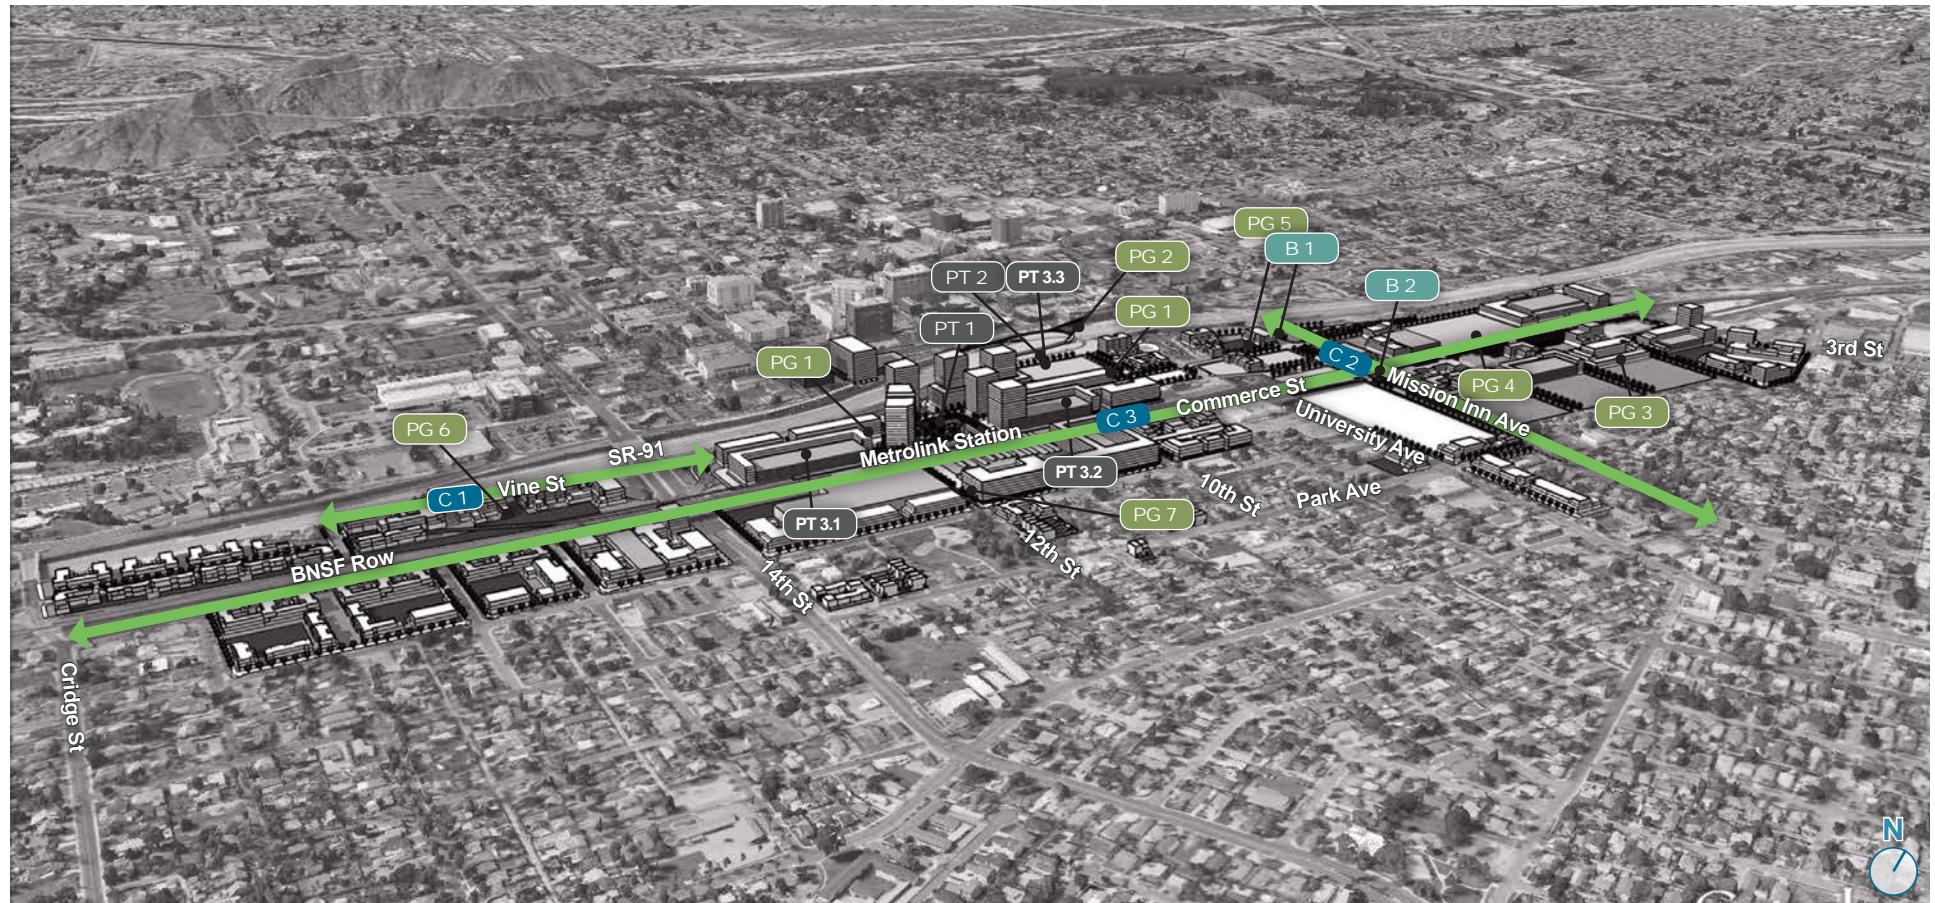 PG 5
B 1
PG 2
PT 2
PT 3.3
B 2
PG 1
PT 1
C 2
3rd St
PG 1
Mission Inn Ave
PG 4
Commerce St
PG 3
C 3
University Ave
PG 6
Metrolink Station
SR-91
PT 3.2
Vine St
C 1
10th St
Park Ave
PG 7
PT 3.1
12th St
BNSF Row
14th St
Cridge St
N